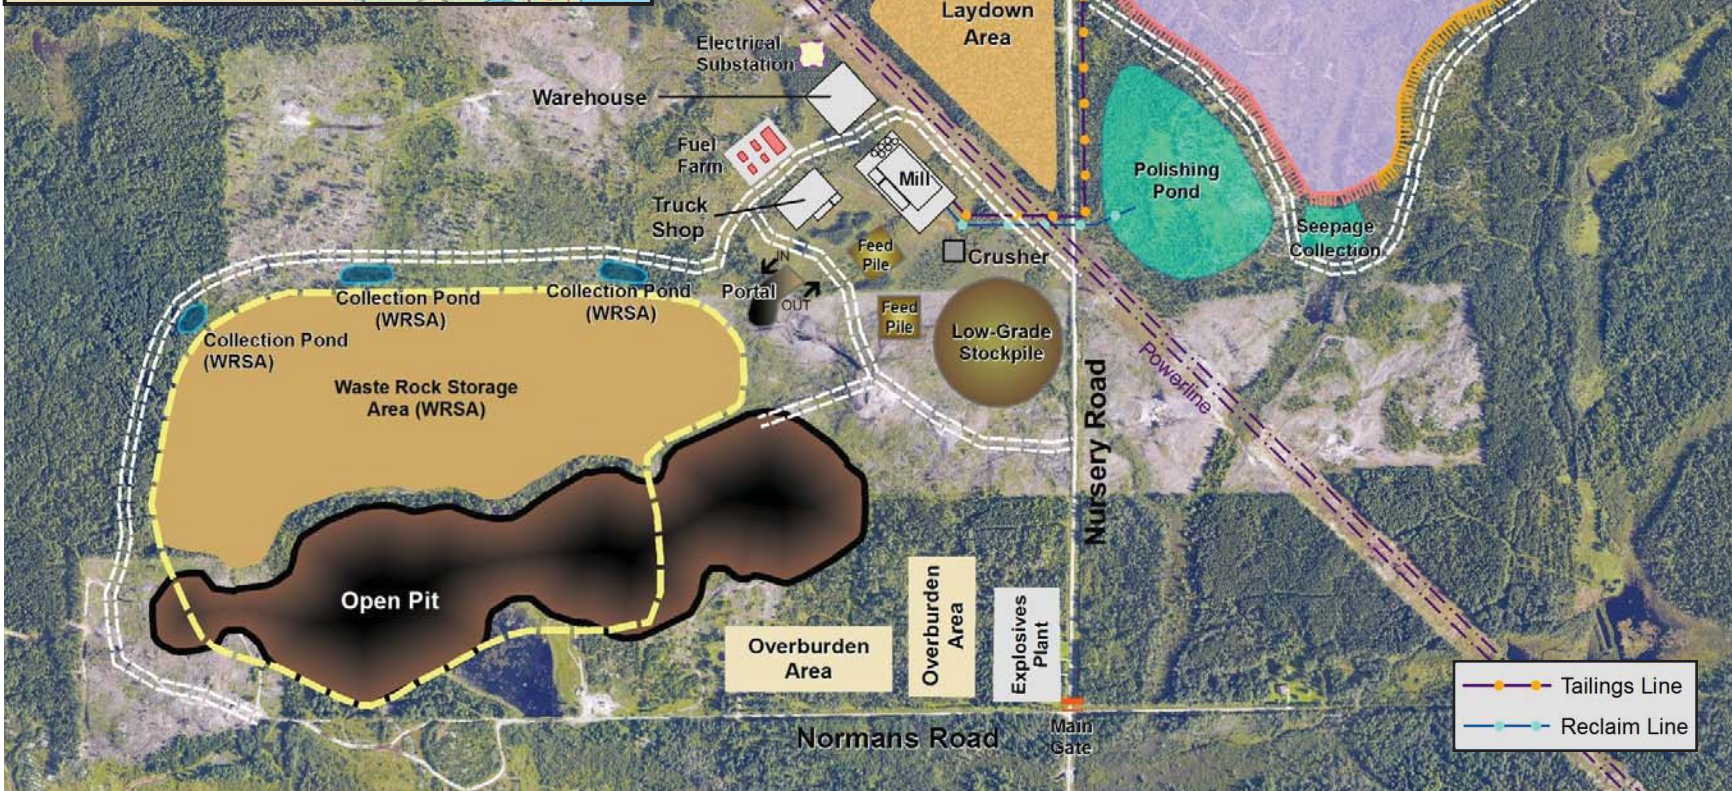 Laydown
Area
Electrical
Substation
Warehouse
Fuel
Farm
Mill
Polishing
Pond
Truck
Shop
Seepage
Collection
Feed
Pile
Crusher
IN
Portal
OUT
Collection Pond
(WRSA)
Collection Pond
(WRSA)
Collection Pond
(WRSA)
Feed
Pile
Low-Grade
Stockpile
Powerline
Waste Rock Storage
Area (WRSA)
Nursery Road
Open Pit
Overburden
Area
Overburden
Area
Explosives
Plant
Tailings Line
Reclaim Line
Normans Road
Main
Gate